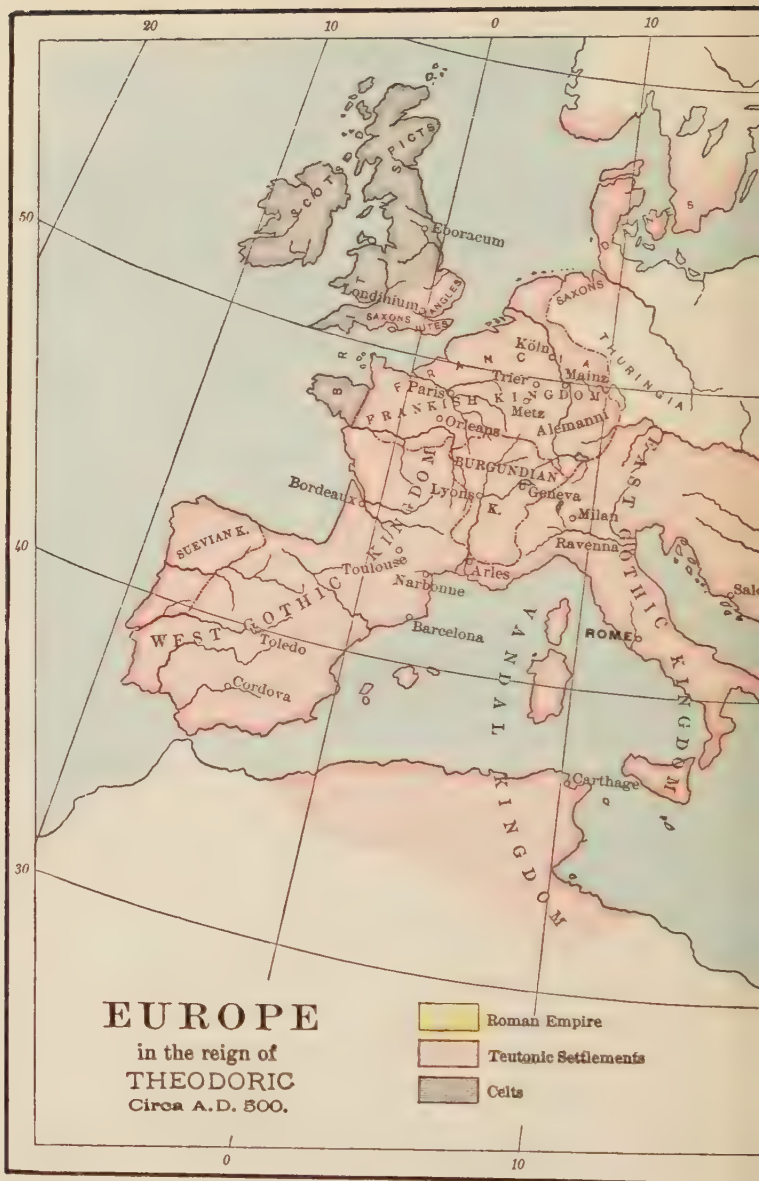 20
10
0
10
50
40
30
SCOTS
PICTS
Eboracum
Londinium
ANGLES
SAXONS
JUTES
B R I T
S
SAXONS
THURINGIA
Köln
Trier
Mainz
Paris
FRANKISH KINGDOM
Metz
Orleans
Alemanni
BURGUNDIAN
K.
Lyons
Geneva
Bordeaux
Milan
Ravenna
SUEVIAN K.
Toulouse
Narbonne
Arles
WEST GOTHIC KINGDOM
Toledo
Barcelona
Cordova
ROME
EAST GOTHIC KINGDOM
VANDAL KINGDOM
Carthage
EUROPE
in the reign of
THEODORIC
Circa A.D. 500.
Roman Empire
Teutonic Settlements
Celts
0
10